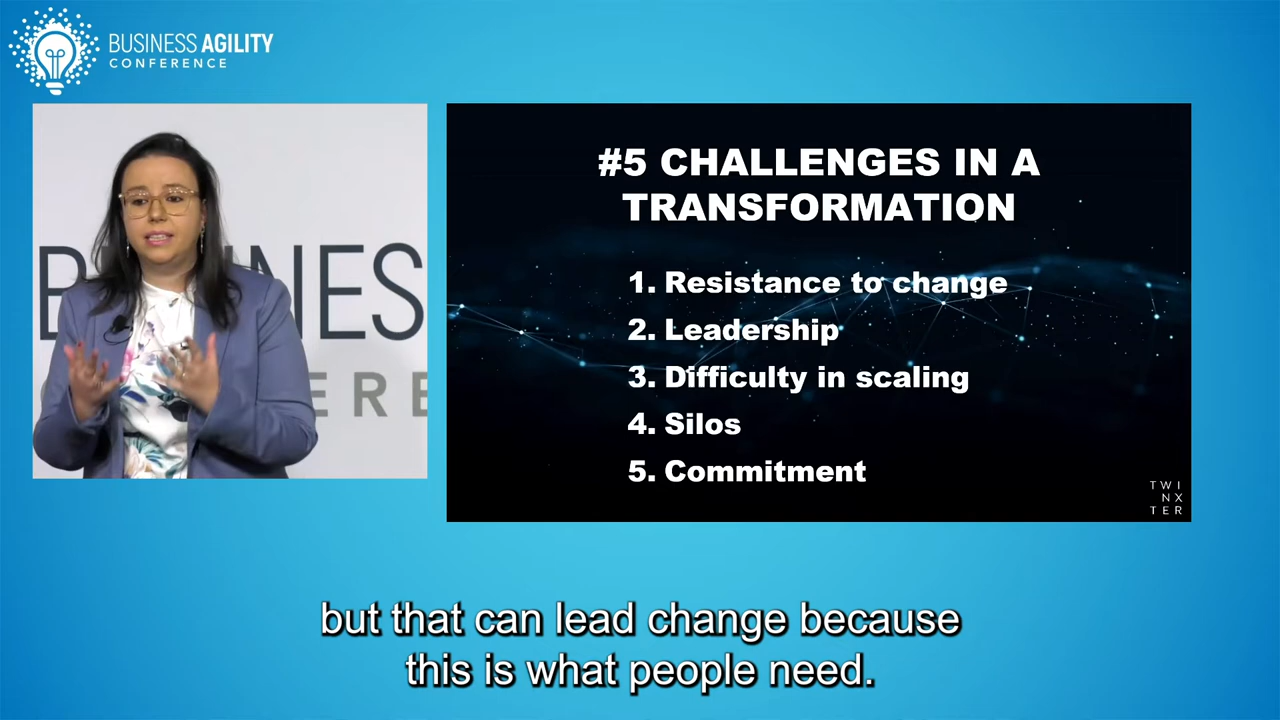 BUSINESS AGILITY
CONFERENCE
#5 CHALLENGES IN A
TRANSFORMATION
1. Resistance to change
2. Leadership
3. Difficulty in scaling
4. Silos
5. Commitment
TWI
NX
TER
but that can lead change because
this is what people need.